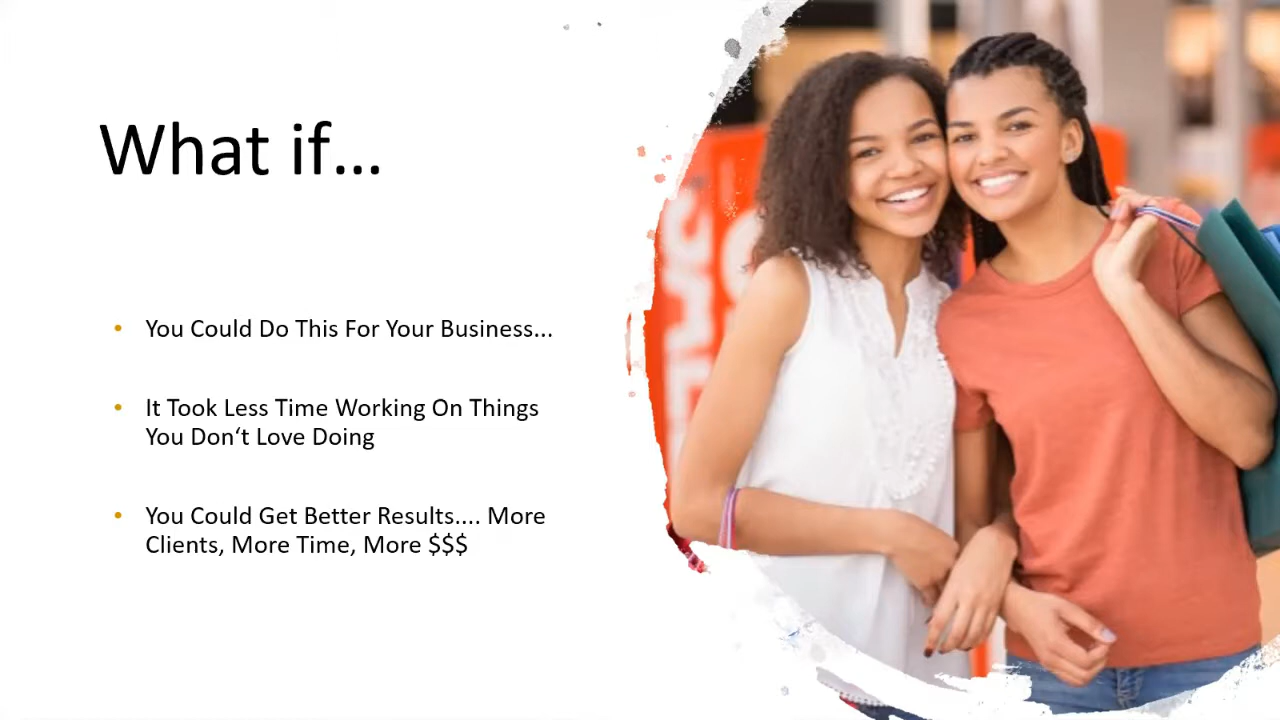 What if...
• You Could Do This For Your Business...
• It Took Less Time Working On Things
You Don‘t Love Doing
• You Could Get Better Results.... More
Clients, More Time, More $$$